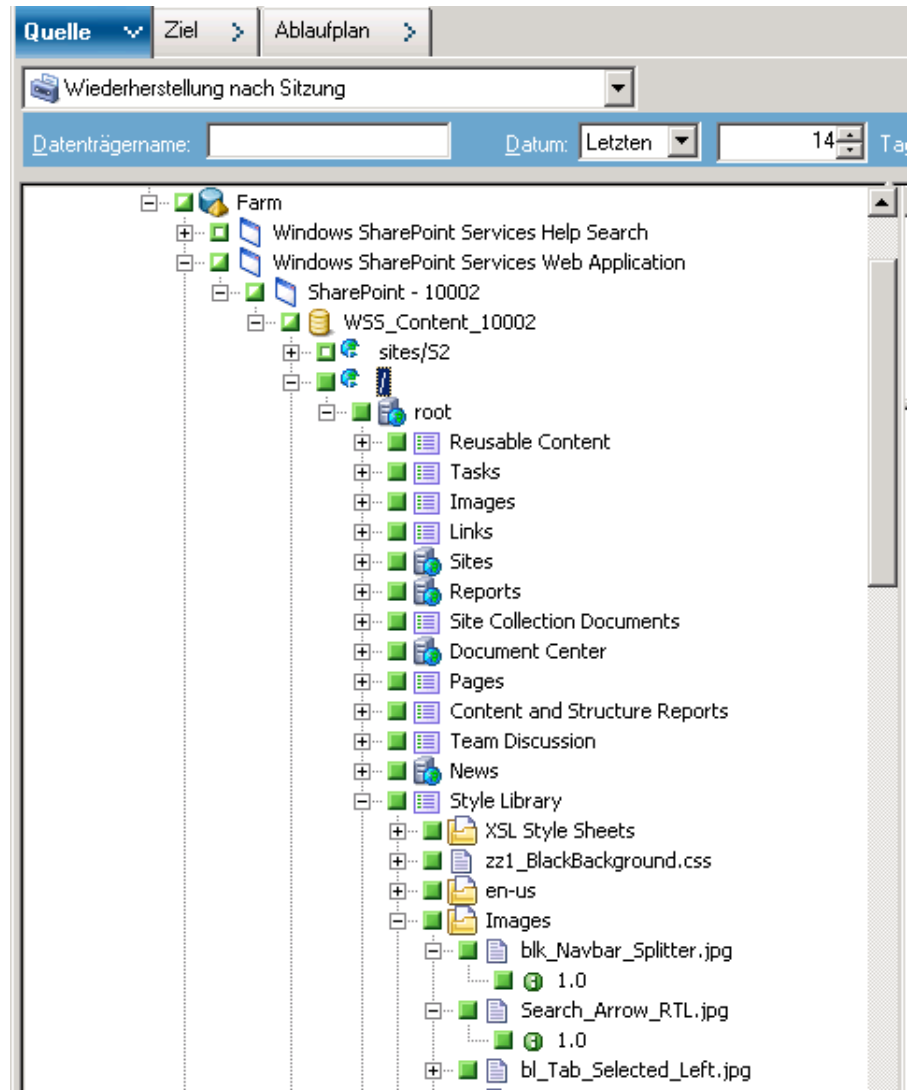 Quelle Ziel Ablaufplan
Wiederherstellung nach Sitzung
Datenträgername: Datum: Letzten 14
Farm
Windows SharePoint Services Help Search
Windows SharePoint Services Web Application
SharePoint - 10002
WSS_Content_10002
sites/S2
/
root
Reusable Content
Tasks
Images
Links
Sites
Reports
Site Collection Documents
Document Center
Pages
Content and Structure Reports
Team Discussion
News
Style Library
XSL Style Sheets
zz1_BlackBackground.css
en-us
Images
blk_Navbar_Splitter.jpg
1.0
Search_Arrow_RTL.jpg
1.0
bl_Tab_Selected_Left.jpg